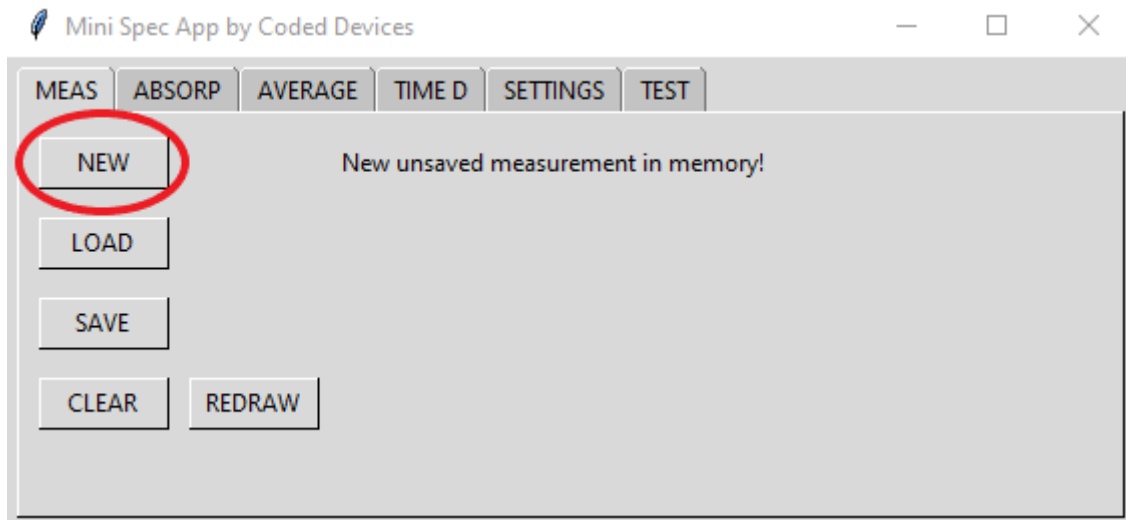 Mini Spec App by Coded Devices
MEAS ABSORP AVERAGE TIME D SETTINGS TEST
NEW New unsaved measurement in memory!
LOAD
SAVE
CLEAR REDRAW